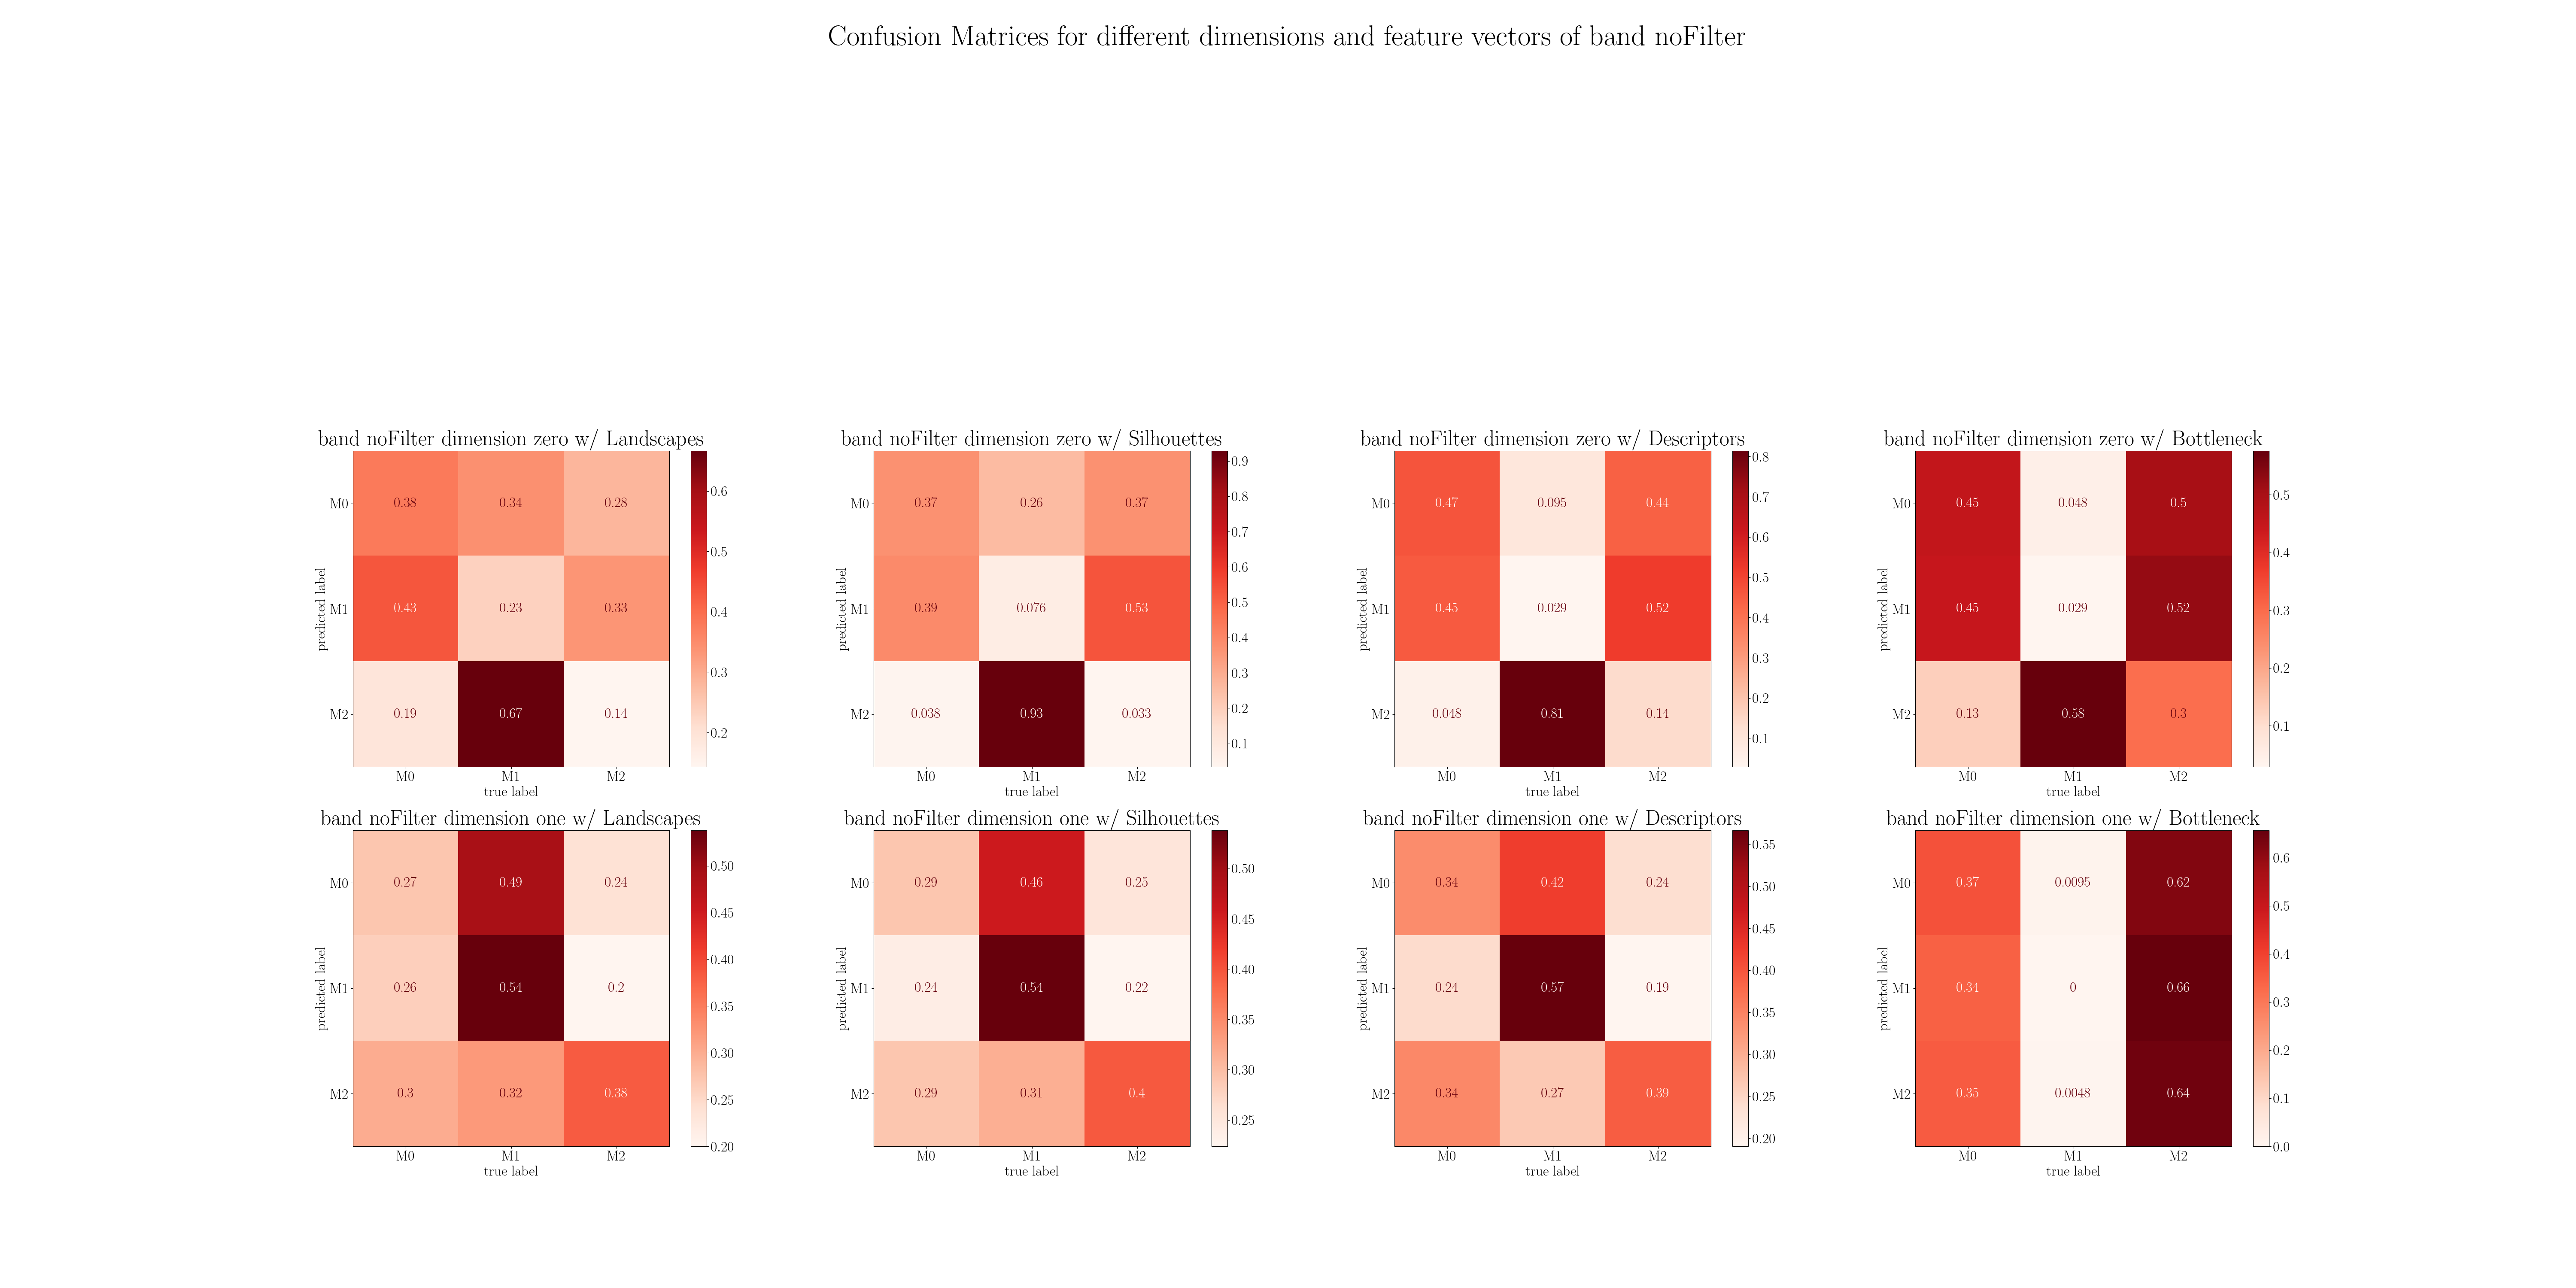 Confusion Matrices for different dimensions and feature vectors of band noFilter
band noFilter dimension zero w/ Landscapes
predicted label
M0 0.38 0.34 0.28
M1 0.43 0.23 0.33
M2 0.19 0.67 0.14
M0 M1 M2
true label
0.6
0.5
0.4
0.3
0.2
band noFilter dimension zero w/ Silhouettes
predicted label
M0 0.37 0.26 0.37
M1 0.39 0.076 0.53
M2 0.038 0.93 0.033
M0 M1 M2
true label
0.9
0.8
0.7
0.6
0.5
0.4
0.3
0.2
0.1
band noFilter dimension zero w/ Descriptors
predicted label
M0 0.47 0.095 0.44
M1 0.45 0.029 0.52
M2 0.048 0.81 0.14
M0 M1 M2
true label
0.8
0.7
0.6
0.5
0.4
0.3
0.2
0.1
band noFilter dimension zero w/ Bottleneck
predicted label
M0 0.45 0.048 0.5
M1 0.45 0.029 0.52
M2 0.13 0.58 0.3
M0 M1 M2
true label
0.5
0.4
0.3
0.2
0.1
band noFilter dimension one w/ Landscapes
predicted label
M0 0.27 0.49 0.24
M1 0.26 0.54 0.2
M2 0.3 0.32 0.38
M0 M1 M2
true label
0.50
0.45
0.40
0.35
0.30
0.25
0.20
band noFilter dimension one w/ Silhouettes
predicted label
M0 0.29 0.46 0.25
M1 0.24 0.54 0.22
M2 0.29 0.31 0.4
M0 M1 M2
true label
0.50
0.45
0.40
0.35
0.30
0.25
band noFilter dimension one w/ Descriptors
predicted label
M0 0.34 0.42 0.24
M1 0.24 0.57 0.19
M2 0.34 0.27 0.39
M0 M1 M2
true label
0.55
0.50
0.45
0.40
0.35
0.30
0.25
0.20
band noFilter dimension one w/ Bottleneck
predicted label
M0 0.37 0.0095 0.62
M1 0.34 0 0.66
M2 0.35 0.0048 0.64
M0 M1 M2
true label
0.6
0.5
0.4
0.3
0.2
0.1
0.0